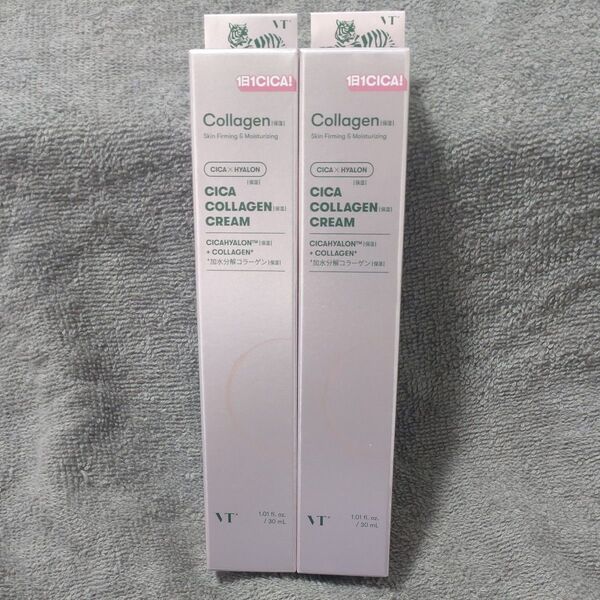 VT
1日1CICA!
Collagen [保湿]
Skin Firming & Moisturizing
CICA × HYALON
[保湿]
CICA
COLLAGEN [保湿]
CREAM
CICAHYALON™ [保湿]
+ COLLAGEN*
*加水分解コラーゲン [保湿]
VT
1.01 fl. oz.
/ 30 mL
VT
1日1CICA!
Collagen [保湿]
Skin Firming & Moisturizing
CICA × HYALON
[保湿]
CICA
COLLAGEN [保湿]
CREAM
CICAHYALON™ [保湿]
+ COLLAGEN*
*加水分解コラーゲン [保湿]
VT
1.01 fl. oz.
/ 30 mL